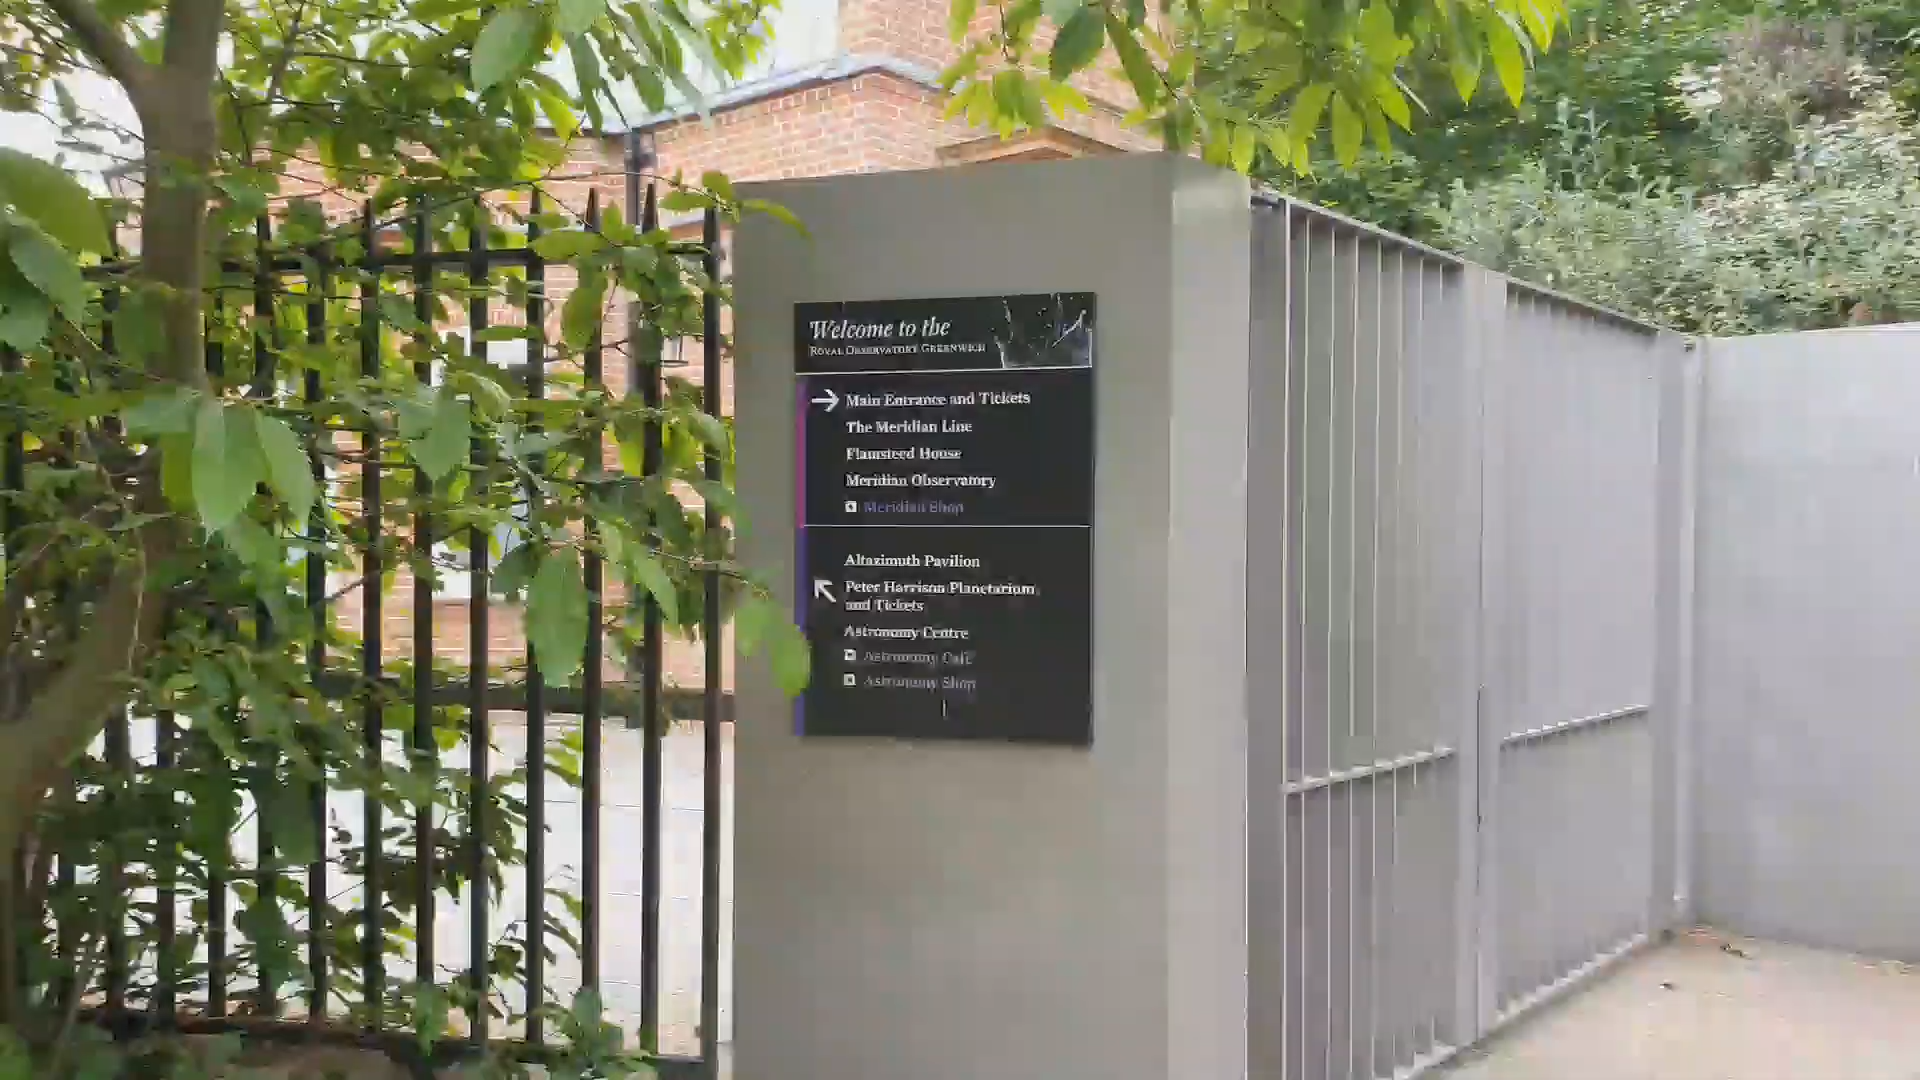 Welcome to the
ROYAL OBSERVATORY GREENWICH
Main Entrance and Tickets
The Meridian Line
Flamsteed House
Meridian Observatory
Meridian Shop
Altazimuth Pavilion
Peter Harrison Planetarium
and Tickets
Astronomy Centre
Astronomy Café
Astronomy Shop